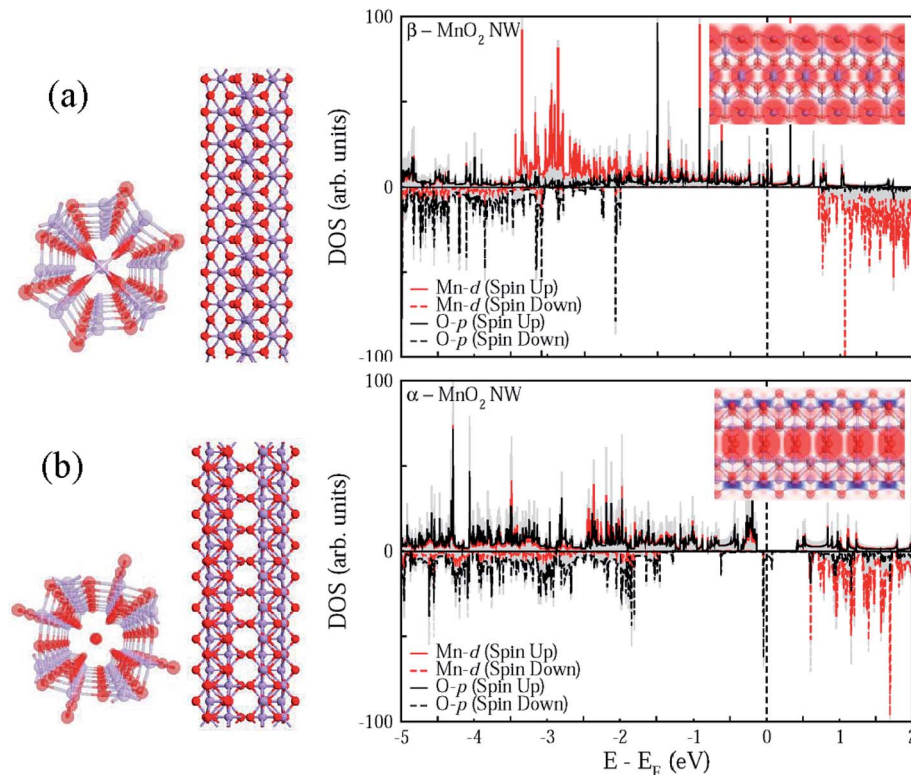 (a)
β – MnO₂ NW
100
0
-100
DOS (arb. units)
Mn-d (Spin Up)
Mn-d (Spin Down)
O-p (Spin Up)
O-p (Spin Down)
(b)
α – MnO₂ NW
100
0
-100
DOS (arb. units)
Mn-d (Spin Up)
Mn-d (Spin Down)
O-p (Spin Up)
O-p (Spin Down)
-5 -4 -3 -2 -1 0 1 2
E - E_F (eV)